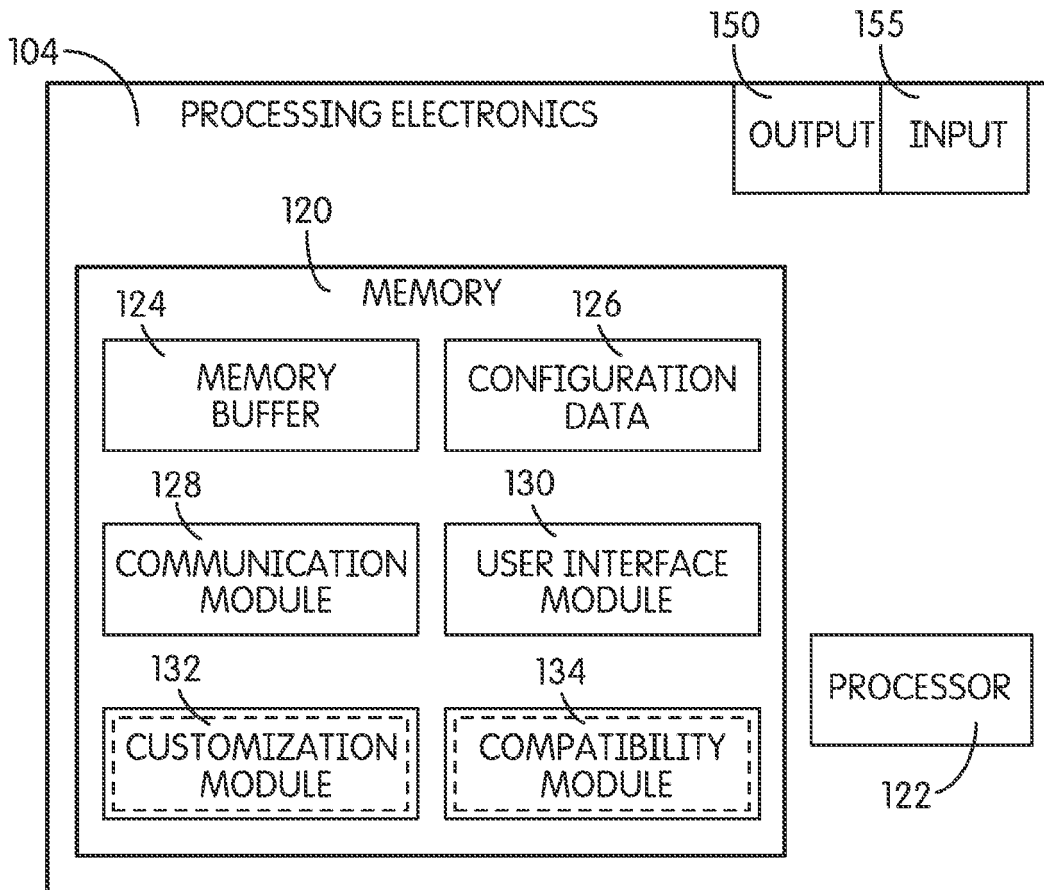 150
155
104
PROCESSING ELECTRONICS
OUTPUT
INPUT
120
MEMORY
124
126
MEMORY
BUFFER
CONFIGURATION
DATA
128
130
COMMUNICATION
MODULE
USER INTERFACE
MODULE
132
134
CUSTOMIZATION
MODULE
COMPATIBILITY
MODULE
PROCESSOR
122